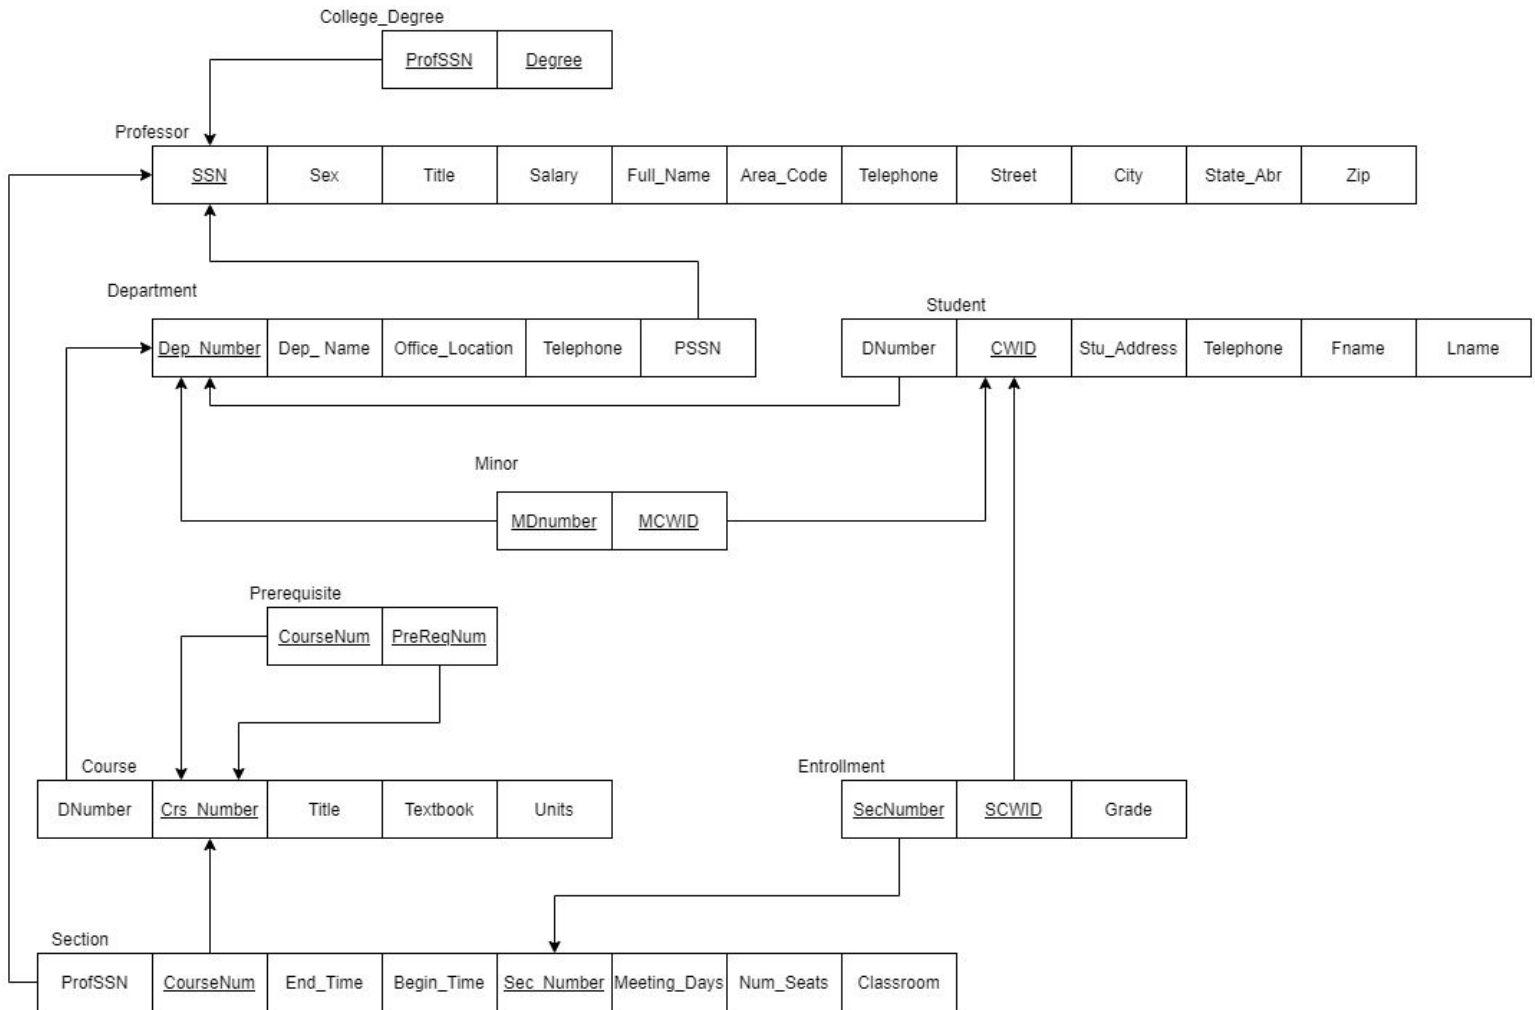 College_Degree
ProfSSN Degree
Professor
SSN Sex Title Salary Full_Name Area_Code Telephone Street City State_Abr Zip
Department
Dep_Number Dep_ Name Office_Location Telephone PSSN
Student
DNumber CWID Stu_Address Telephone Fname Lname
Minor
MDnumber MCWID
Prerequisite
CourseNum PreReqNum
Course
DNumber Crs_Number Title Textbook Units
Entrollment
SecNumber SCWID Grade
Section
ProfSSN CourseNum End_Time Begin_Time Sec_Number Meeting_Days Num_Seats Classroom